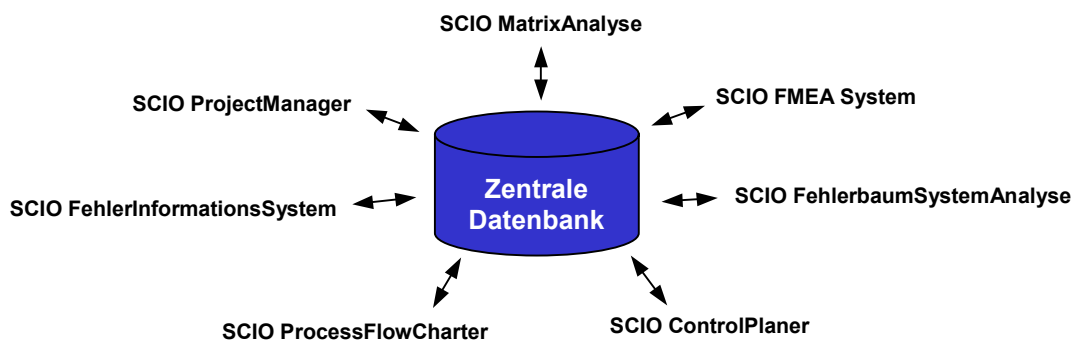 SCIO MatrixAnalyse
SCIO ProjectManager
SCIO FMEA System
Zentrale
Datenbank
SCIO FehlerInformationsSystem
SCIO FehlerbaumSystemAnalyse
SCIO ProcessFlowCharter
SCIO ControlPlaner